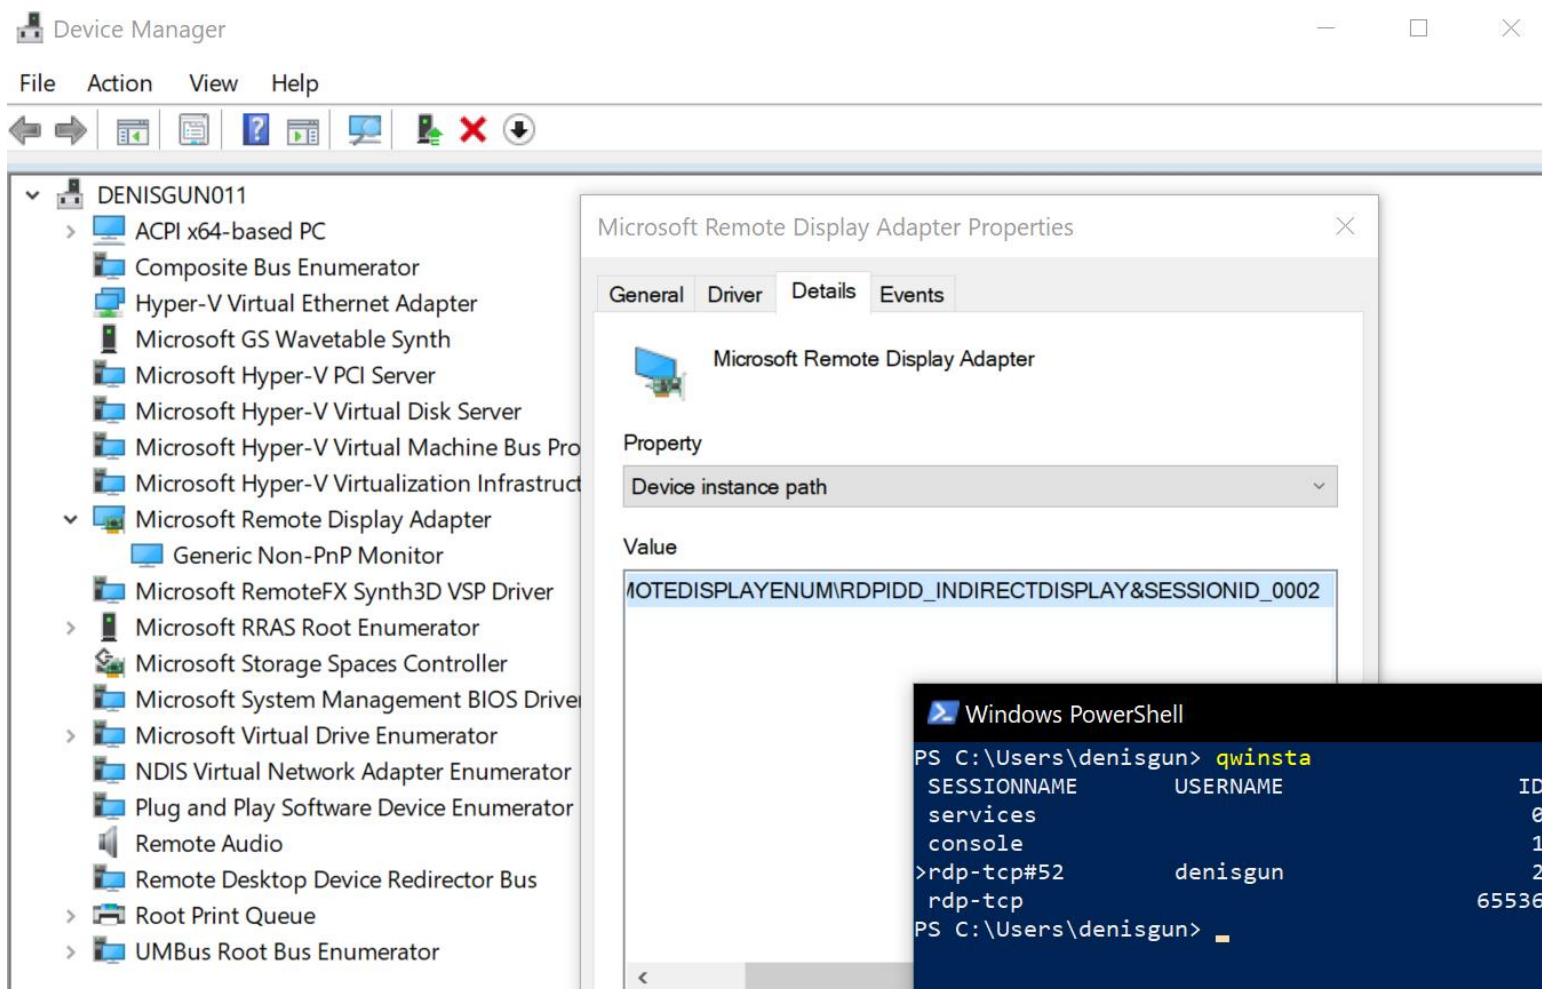 Device Manager
File Action View Help
DENISGUN011
ACPI x64-based PC
Composite Bus Enumerator
Hyper-V Virtual Ethernet Adapter
Microsoft GS Wavetable Synth
Microsoft Hyper-V PCI Server
Microsoft Hyper-V Virtual Disk Server
Microsoft Hyper-V Virtual Machine Bus Pro
Microsoft Hyper-V Virtualization Infrastruct
Microsoft Remote Display Adapter
Generic Non-PnP Monitor
Microsoft RemoteFX Synth3D VSP Driver
Microsoft RRAS Root Enumerator
Microsoft Storage Spaces Controller
Microsoft System Management BIOS Driver
Microsoft Virtual Drive Enumerator
NDIS Virtual Network Adapter Enumerator
Plug and Play Software Device Enumerator
Remote Audio
Remote Desktop Device Redirector Bus
Root Print Queue
UMBus Root Bus Enumerator
Microsoft Remote Display Adapter Properties
General Driver Details Events
Microsoft Remote Display Adapter
Property
Device instance path
Value
MOTEDISPLAYENUM\RDPIDD_INDIRECTDISPLAY&SESSIONID_0002
Windows PowerShell
PS C:\Users\denisgun> qwinsta
SESSIONNAME USERNAME ID
services 0
console 1
>rdp-tcp#52 denisgun 2
rdp-tcp 65536
PS C:\Users\denisgun>